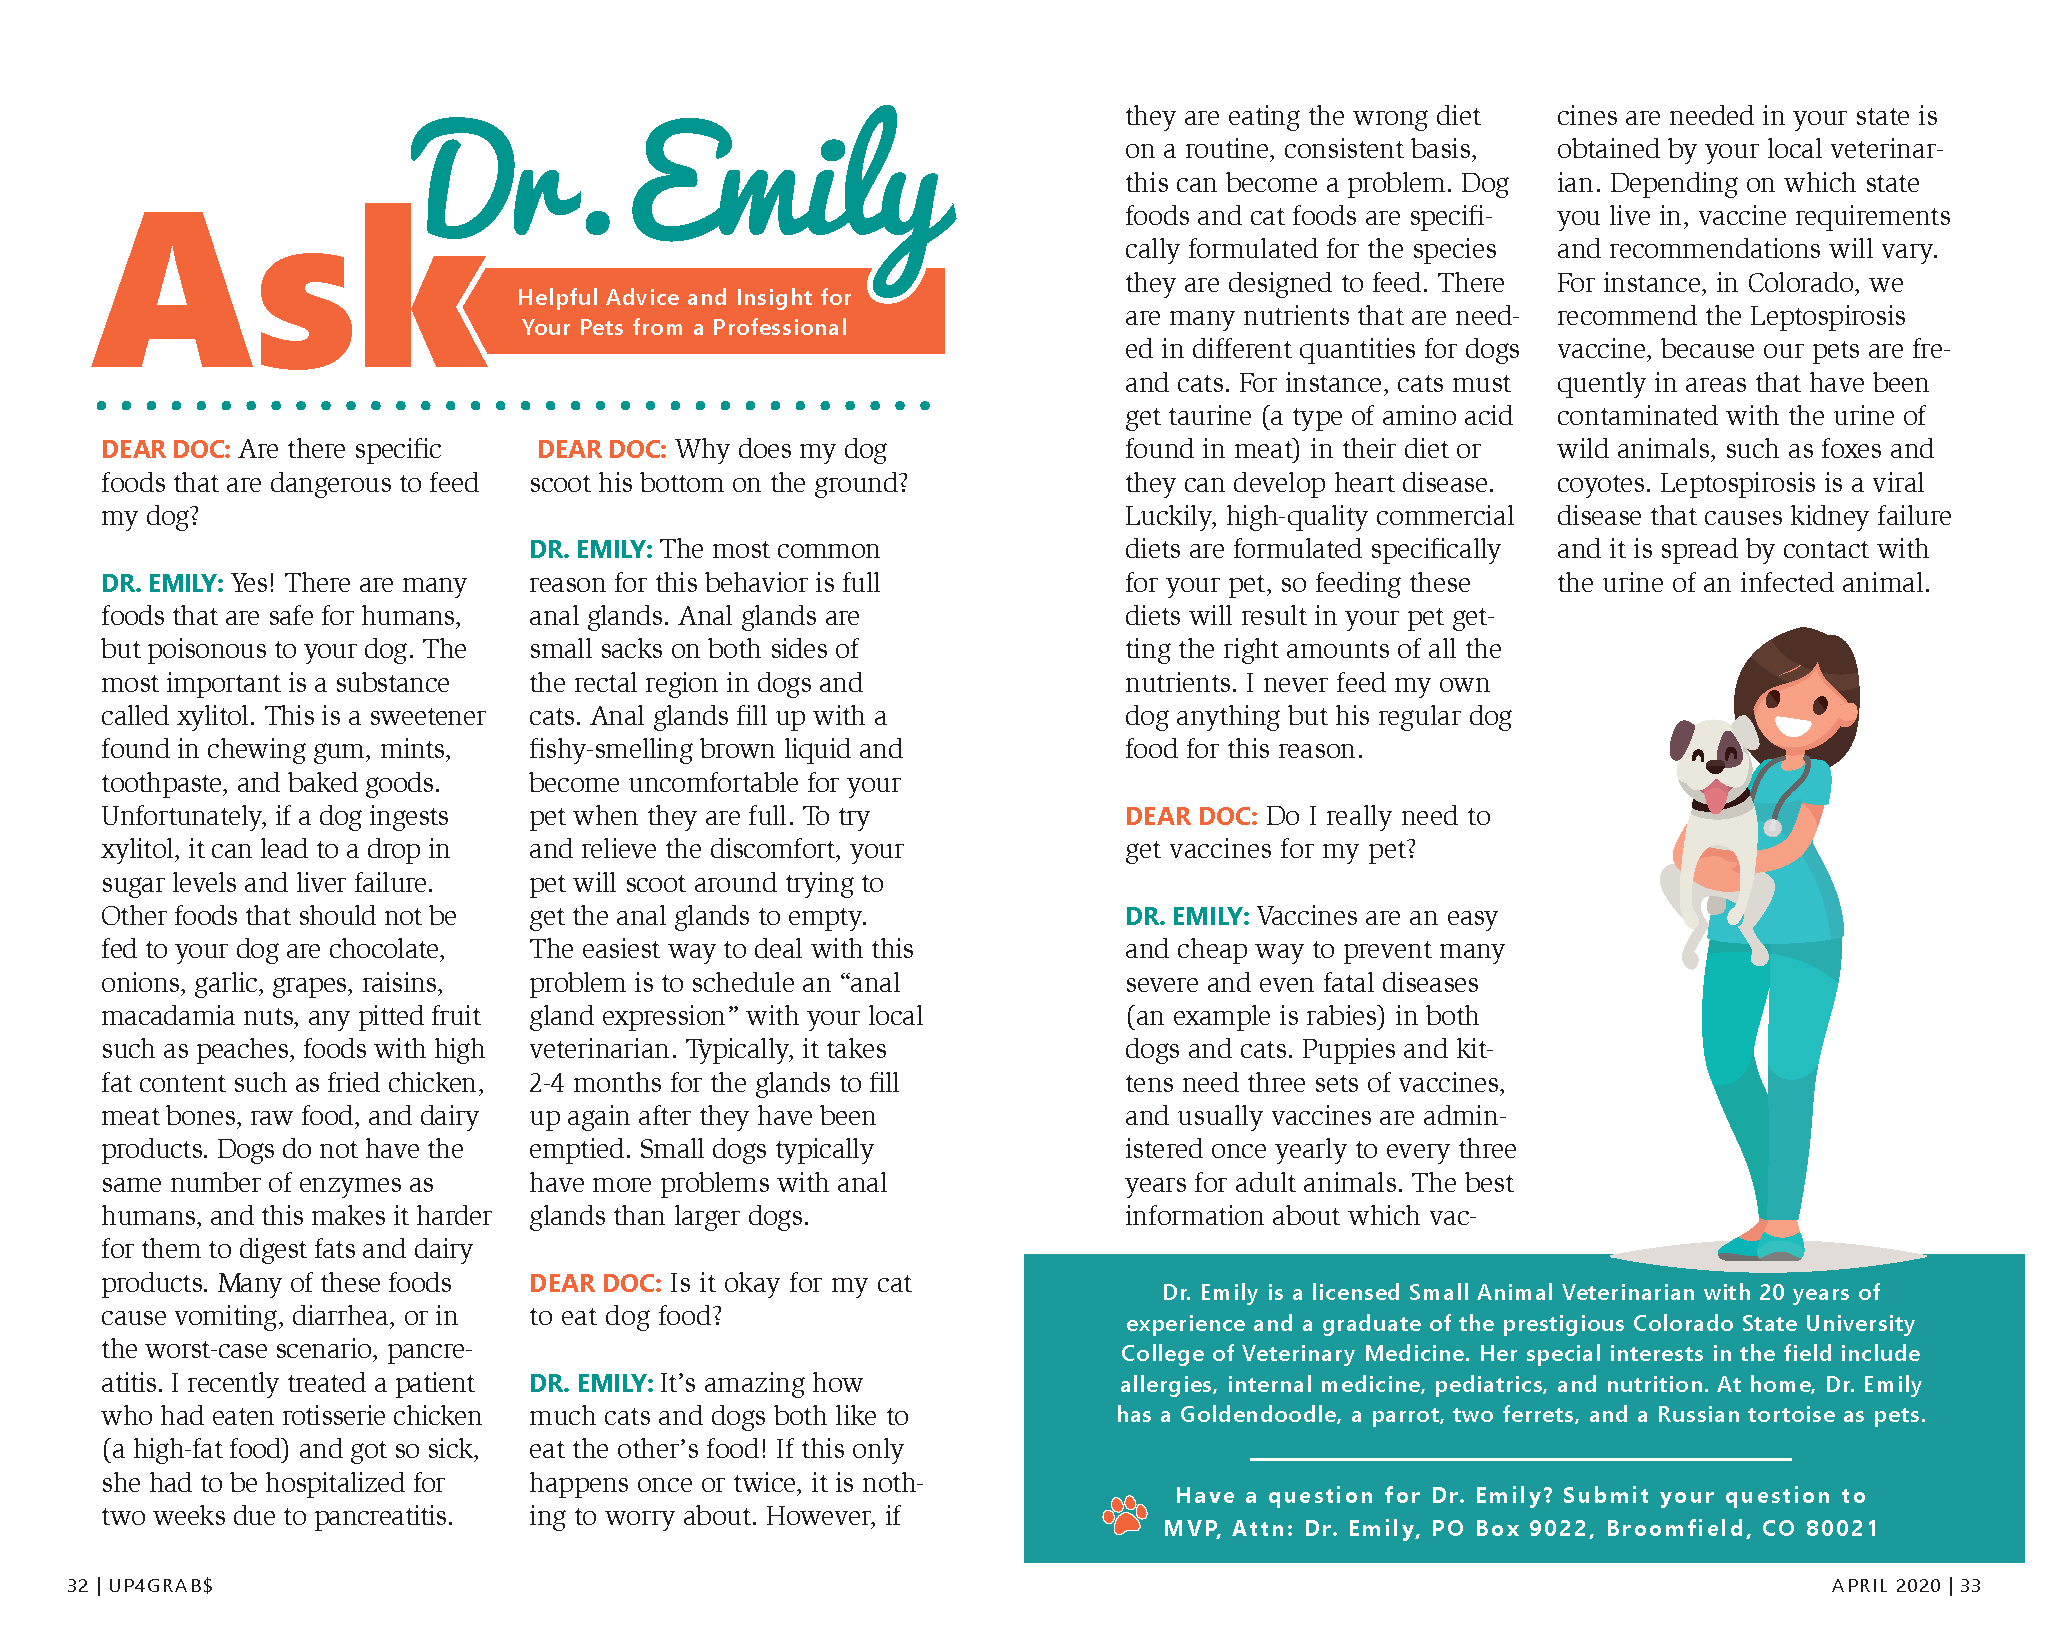 Ask Dr. Emily
Helpful Advice and Insight for
Your Pets from a Professional
DEAR DOC: Are there specific
foods that are dangerous to feed
my dog?
DR. EMILY: Yes! There are many
foods that are safe for humans,
but poisonous to your dog. The
most important is a substance
called xylitol. This is a sweetener
found in chewing gum, mints,
toothpaste, and baked goods.
Unfortunately, if a dog ingests
xylitol, it can lead to a drop in
sugar levels and liver failure.
Other foods that should not be
fed to your dog are chocolate,
onions, garlic, grapes, raisins,
macadamia nuts, any pitted fruit
such as peaches, foods with high
fat content such as fried chicken,
meat bones, raw food, and dairy
products. Dogs do not have the
same number of enzymes as
humans, and this makes it harder
for them to digest fats and dairy
products. Many of these foods
cause vomiting, diarrhea, or in
the worst-case scenario, pancre-
atitis. I recently treated a patient
who had eaten rotisserie chicken
(a high-fat food) and got so sick,
she had to be hospitalized for
two weeks due to pancreatitis.
DEAR DOC: Why does my dog
scoot his bottom on the ground?
DR. EMILY: The most common
reason for this behavior is full
anal glands. Anal glands are
small sacks on both sides of
the rectal region in dogs and
cats. Anal glands fill up with a
fishy-smelling brown liquid and
become uncomfortable for your
pet when they are full. To try
and relieve the discomfort, your
pet will scoot around trying to
get the anal glands to empty.
The easiest way to deal with this
problem is to schedule an “anal
gland expression” with your local
veterinarian. Typically, it takes
2-4 months for the glands to fill
up again after they have been
emptied. Small dogs typically
have more problems with anal
glands than larger dogs.
DEAR DOC: Is it okay for my cat
to eat dog food?
DR. EMILY: It’s amazing how
much cats and dogs both like to
eat the other’s food! If this only
happens once or twice, it is noth-
ing to worry about. However, if
they are eating the wrong diet
on a routine, consistent basis,
this can become a problem. Dog
foods and cat foods are specifi-
cally formulated for the species
they are designed to feed. There
are many nutrients that are need-
ed in different quantities for dogs
and cats. For instance, cats must
get taurine (a type of amino acid
found in meat) in their diet or
they can develop heart disease.
Luckily, high-quality commercial
diets are formulated specifically
for your pet, so feeding these
diets will result in your pet get-
ting the right amounts of all the
nutrients. I never feed my own
dog anything but his regular dog
food for this reason.
DEAR DOC: Do I really need to
get vaccines for my pet?
DR. EMILY: Vaccines are an easy
and cheap way to prevent many
severe and even fatal diseases
(an example is rabies) in both
dogs and cats. Puppies and kit-
tens need three sets of vaccines,
and usually vaccines are admin-
istered once yearly to every three
years for adult animals. The best
information about which vac-
cines are needed in your state is
obtained by your local veterinar-
ian. Depending on which state
you live in, vaccine requirements
and recommendations will vary.
For instance, in Colorado, we
recommend the Leptospirosis
vaccine, because our pets are fre-
quently in areas that have been
contaminated with the urine of
wild animals, such as foxes and
coyotes. Leptospirosis is a viral
disease that causes kidney failure
and it is spread by contact with
the urine of an infected animal.
Dr. Emily is a licensed Small Animal Veterinarian with 20 years of
experience and a graduate of the prestigious Colorado State University
College of Veterinary Medicine. Her special interests in the field include
allergies, internal medicine, pediatrics, and nutrition. At home, Dr. Emily
has a Goldendoodle, a parrot, two ferrets, and a Russian tortoise as pets.
Have a question for Dr. Emily? Submit your question to
MVP, Attn: Dr. Emily, PO Box 9022, Broomfield, CO 80021
32 | UP4GRAB$
APRIL 2020 | 33